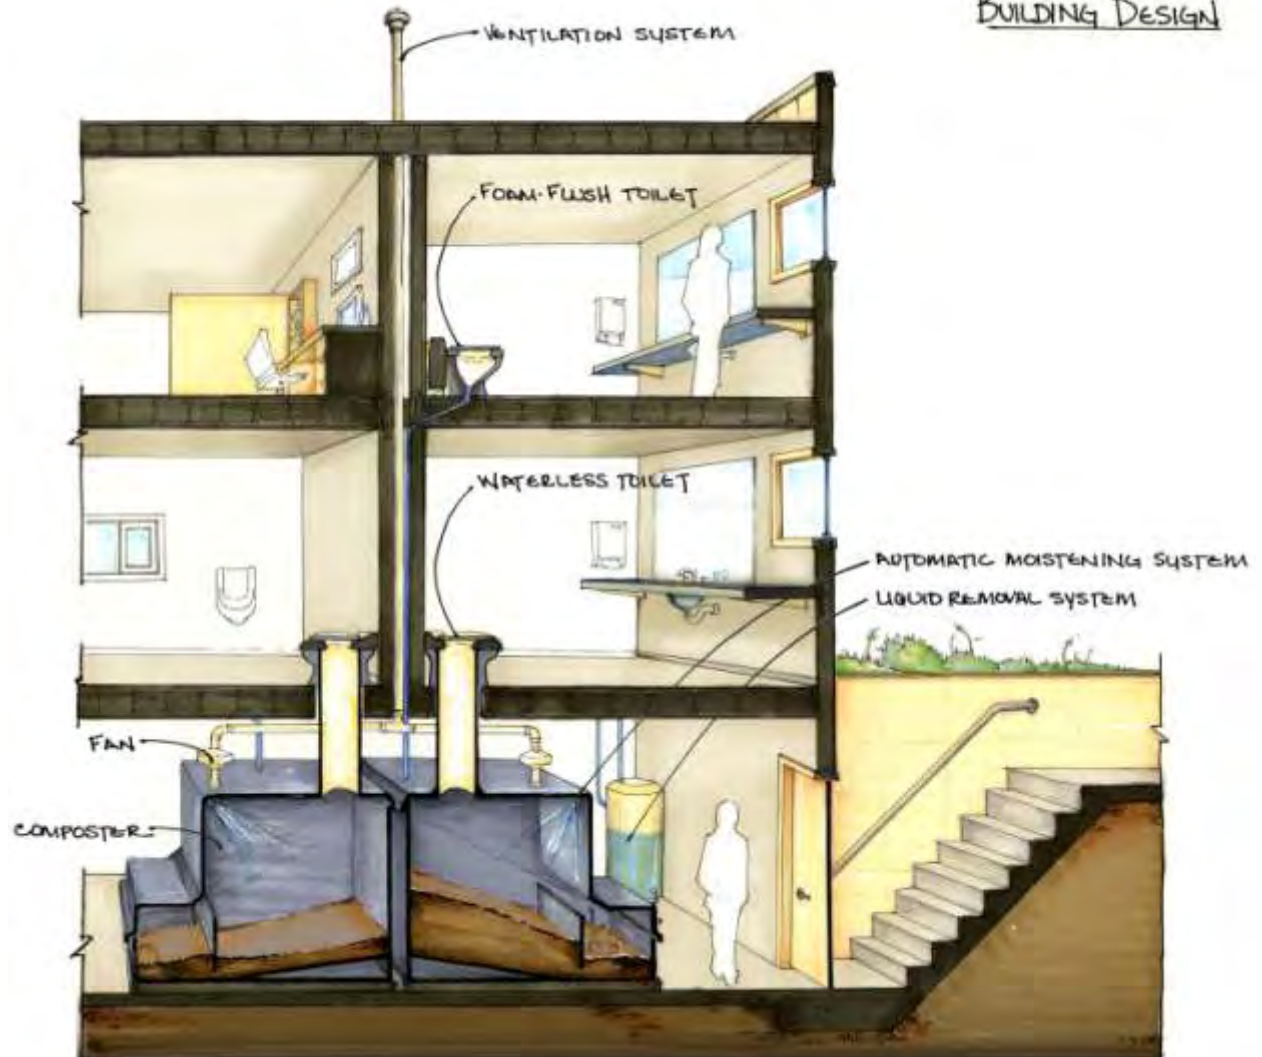 BUILDING DESIGN
VENTILATION SYSTEM
FOAM-FLUSH TOILET
WATERLESS TOILET
AUTOMATIC MOISTENING SYSTEM
LIQUID REMOVAL SYSTEM
FAN
COMPOSTER